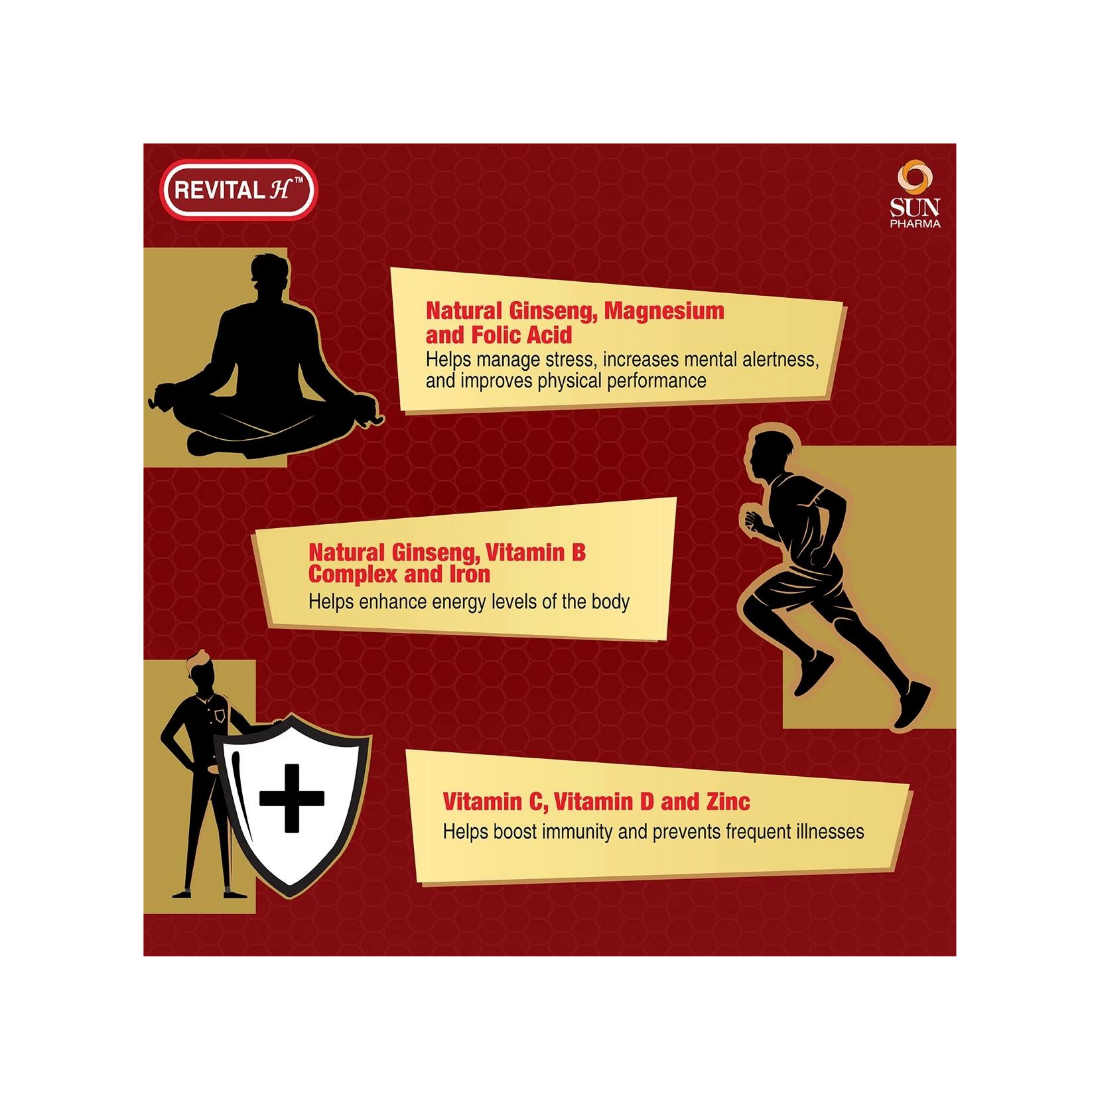 REVITAL H™
SUN
PHARMA
Natural Ginseng, Magnesium
and Folic Acid
Helps manage stress, increases mental alertness,
and improves physical performance
Natural Ginseng, Vitamin B
Complex and Iron
Helps enhance energy levels of the body
Vitamin C, Vitamin D and Zinc
Helps boost immunity and prevents frequent illnesses